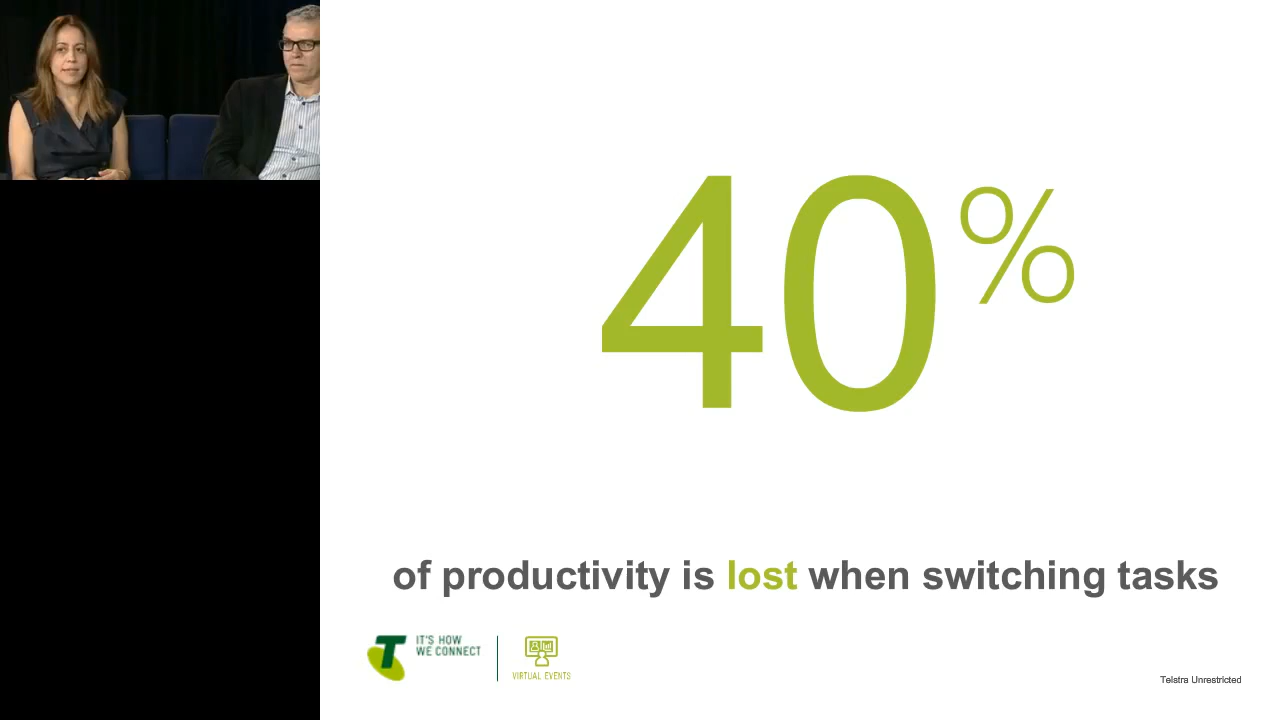 40%
of productivity is lost when switching tasks
T IT'S HOW
WE CONNECT
VIRTUAL EVENTS
Telstra Unrestricted